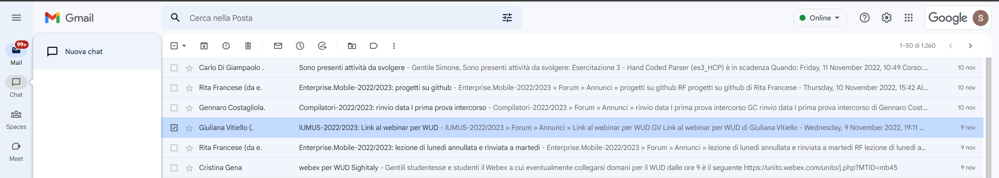 Gmail
Cerca nella Posta
Online
Google
S
99+
Mail
Nuova chat
Chat
Spaces
Meet
1–50 di 1.260
Carlo Di Giampaolo . Sono presenti attività da svolgere - Gentile Simone, Sono presenti attività da svolgere: Esercitazione 3 - Hand Coded Parser (es3_HCP) è in scadenza Quando: Friday, 11 November 2022, 10:49 Corso:... 10 nov
Rita Francese (da e. Enterprise.Mobile-2022/2023: progetti su github - Enterprise.Mobile-2022/2023 » Forum » Annunci » progetti su github RF progetti su github di Rita Francese - Thursday, 10 November 2022, 15:42 Al... 10 nov
Gennaro Costagliola. Compilatori-2022/2023: rinvio data I prima prova intercorso - Compilatori-2022/2023 » Forum » Annunci » rinvio data I prima prova intercorso GC rinvio data I prima prova intercorso di Gennaro Cost... 10 nov
Giuliana Vitiello (. IUMUS-2022/2023: Link al webinar per WUD - IUMUS-2022/2023 » Forum » Annunci » Link al webinar per WUD GV Link al webinar per WUD di Giuliana Vitiello - Wednesday, 9 November 2022, 19:11 ... 9 nov
Rita Francese (da e. Enterprise.Mobile-2022/2023: lezione di lunedì annullata e rinviata a martedì - Enterprise.Mobile-2022/2023 » Forum » Annunci » lezione di lunedì annullata e rinviata a martedì RF lezione di lunedì a... 9 nov
Cristina Gena webex per WUD Sighitaly - Gentili studentesse e studenti il Webex a cui eventualmente collegarsi domani per il WUD dalle ore 9 è il seguente https://unito.webex.com/unito/j.php?MTID=mb45 9 nov